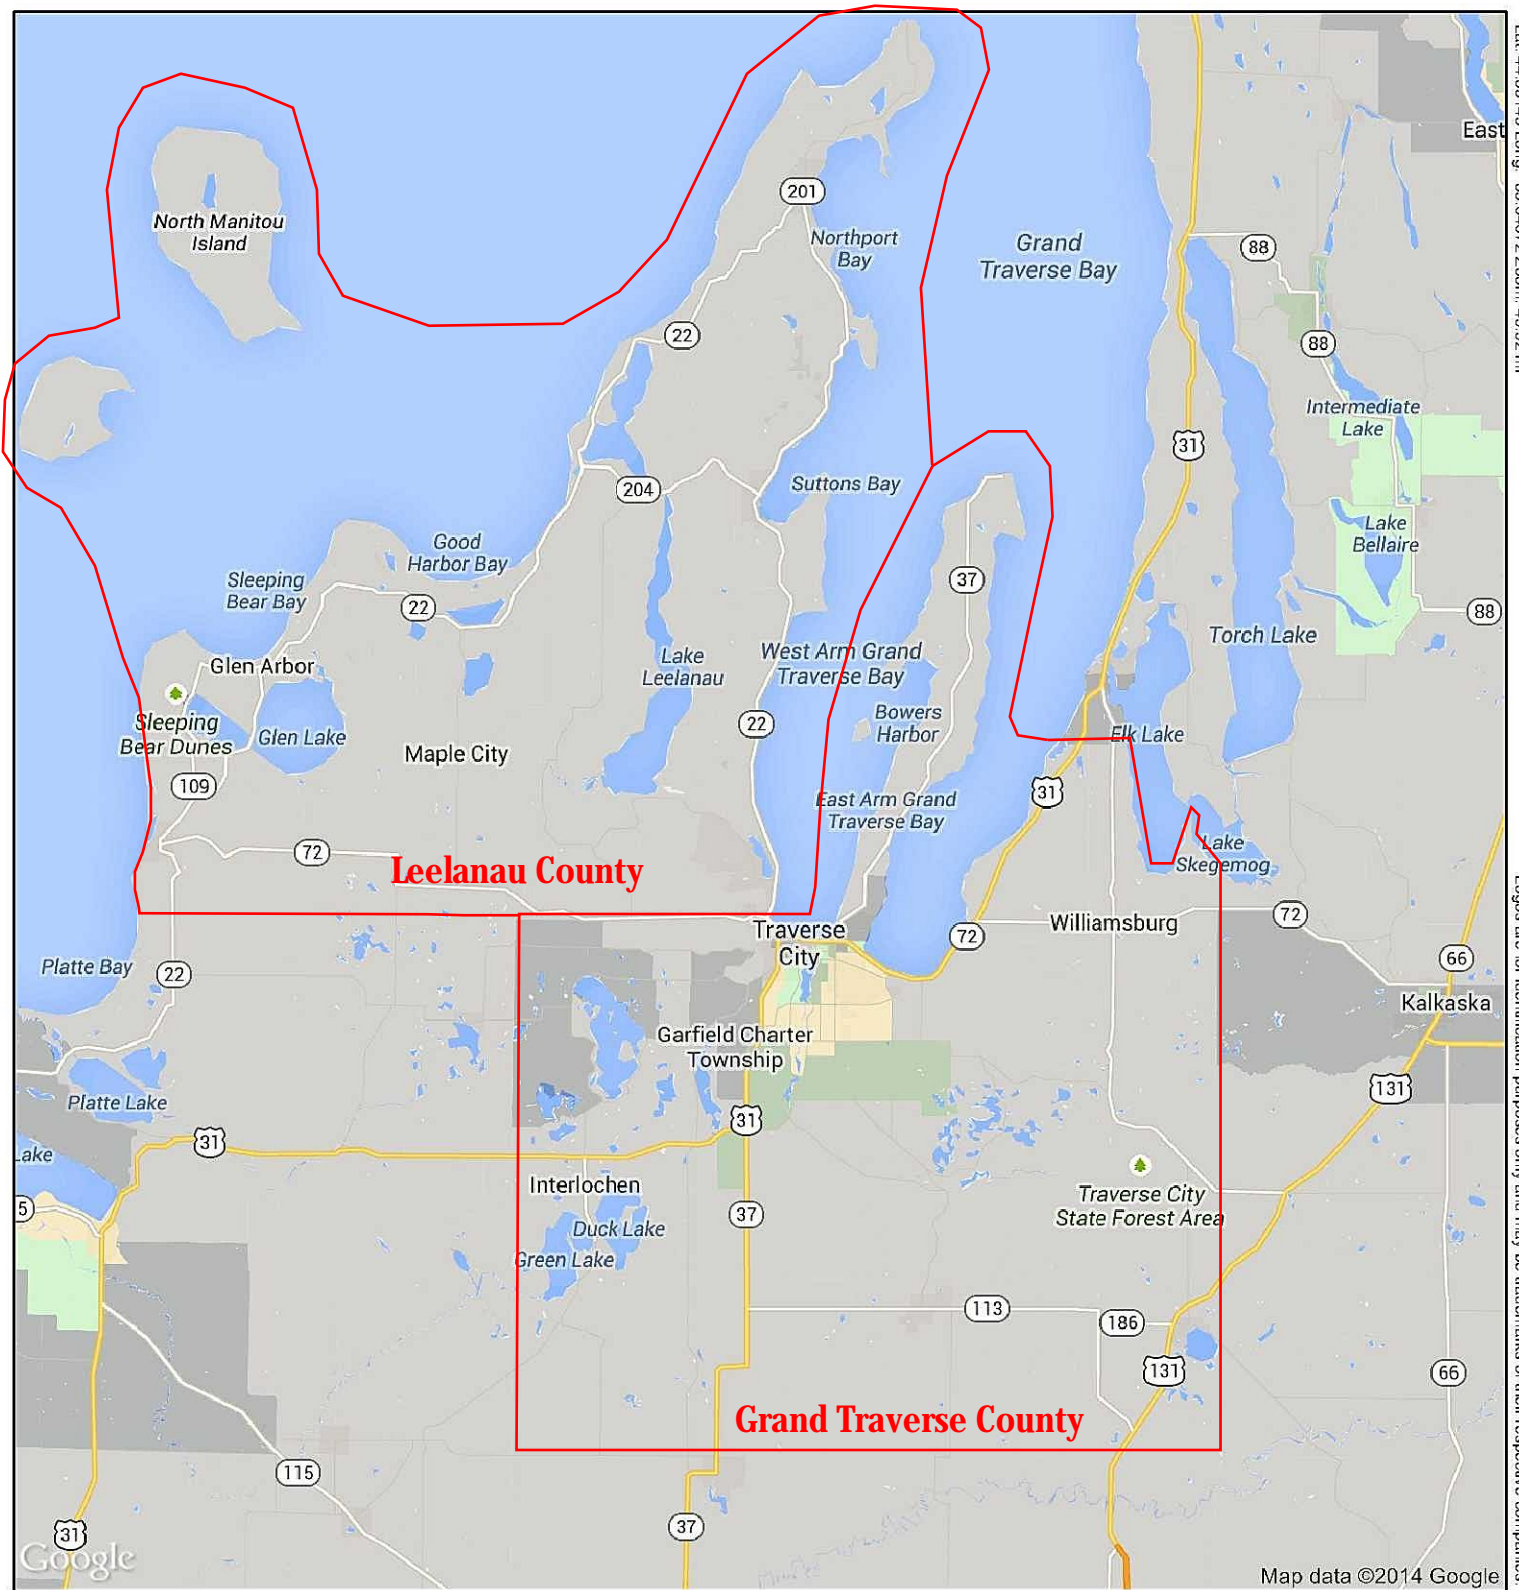 East
201
North Manitou
Island
Northport
Bay
Grand
Traverse Bay
88
22
88
Intermediate
Lake
31
204
Suttons Bay
Lake
Bellaire
Good
Harbor Bay
Sleeping
Bear Bay
22
37
88
Torch Lake
West Arm Grand
Traverse Bay
Lake
Leelanau
Glen Arbor
Sleeping
Bear Dunes
Glen Lake
22
Bowers
Harbor
Elk Lake
Maple City
109
31
East Arm Grand
Traverse Bay
72
Leelanau County
Lake
Skegemog
Traverse
City
72
Williamsburg
72
Platte Bay
22
66
Kalkaska
Garfield Charter
Township
Platte Lake
131
31
31
Lake
Interlochen
Traverse City
State Forest Area
5
Duck Lake
37
Green Lake
113
186
131
66
Grand Traverse County
115
37
31
Google
Map data ©2014 Google